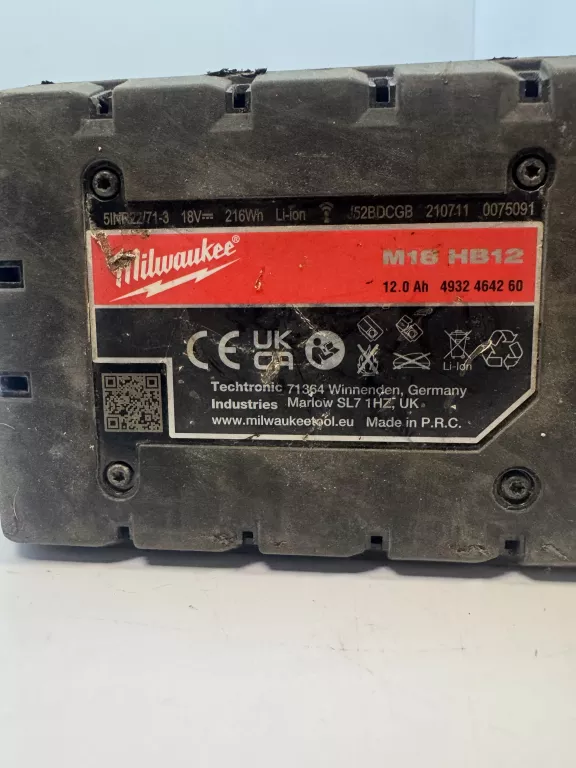 5INR22/71-3 18V⎓ 216Wh Li-Ion J52BDCGB 210711 0075091
Milwaukee®
M18 HB12
12.0 Ah 4932 4642 60
CE UK CA
Li-Ion
Techtronic 71364 Winnenden, Germany
Industries Marlow SL7 1HZ, UK
www.milwaukeetool.eu Made in P.R.C.